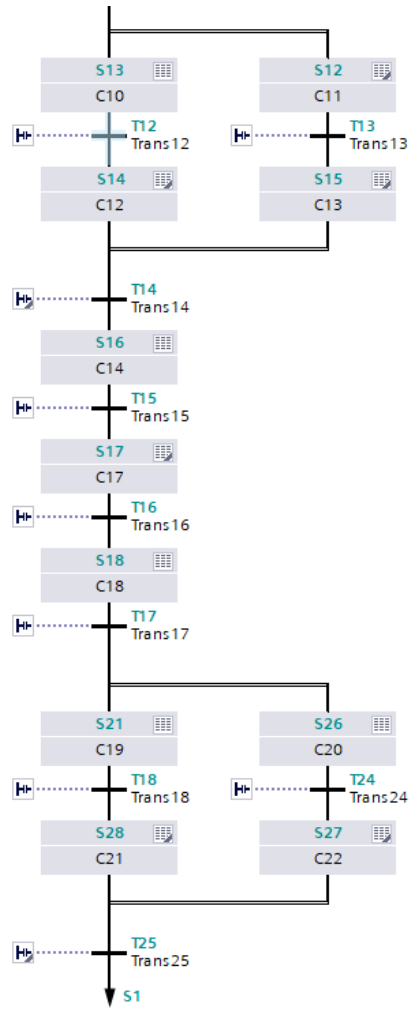 S13
C10
S12
C11
T12
Trans12
T13
Trans13
S14
C12
S15
C13
T14
Trans14
S16
C14
T15
Trans15
S17
C17
T16
Trans16
S18
C18
T17
Trans17
S21
C19
S26
C20
T18
Trans18
T24
Trans24
S28
C21
S27
C22
T25
Trans25
S1